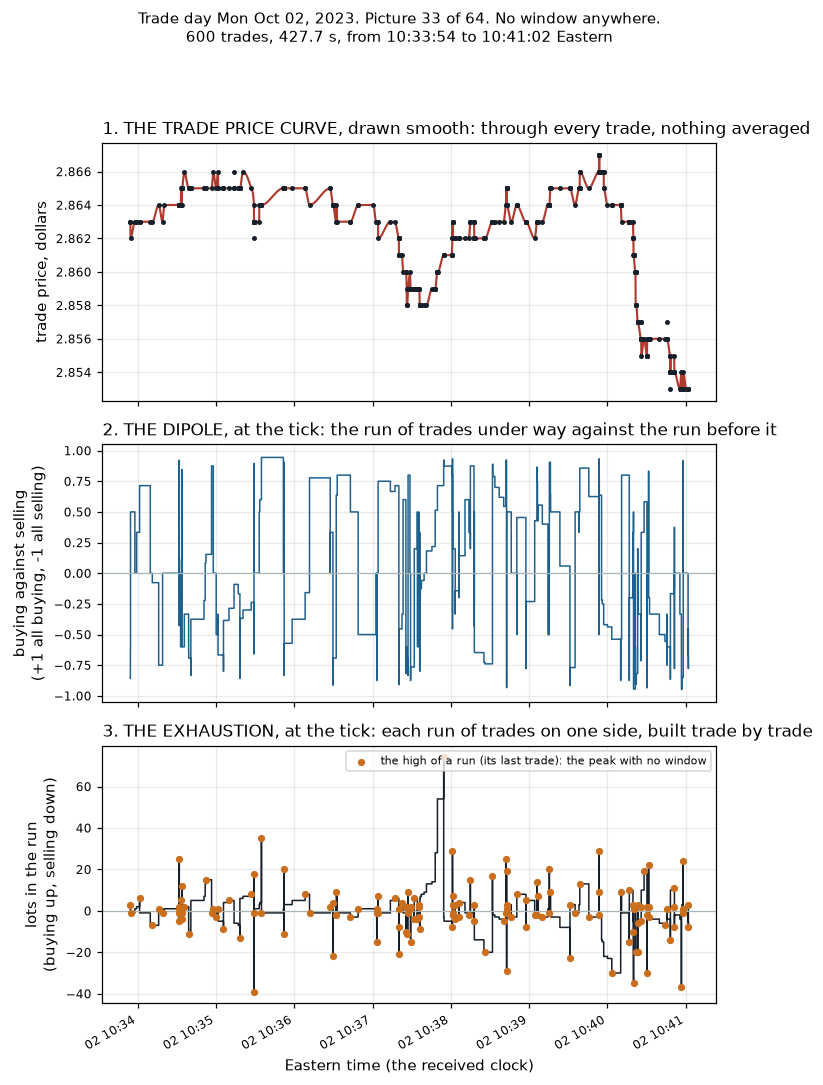 Trade day Mon Oct 02, 2023. Picture 33 of 64. No window anywhere.
600 trades, 427.7 s, from 10:33:54 to 10:41:02 Eastern
1. THE TRADE PRICE CURVE, drawn smooth: through every trade, nothing averaged
trade price, dollars
2.866
2.864
2.862
2.860
2.858
2.856
2.854
2. THE DIPOLE, at the tick: the run of trades under way against the run before it
buying against selling
(+1 all buying, -1 all selling)
1.00
0.75
0.50
0.25
0.00
−0.25
−0.50
−0.75
−1.00
3. THE EXHAUSTION, at the tick: each run of trades on one side, built trade by trade
the high of a run (its last trade): the peak with no window
lots in the run
(buying up, selling down)
60
40
20
0
−20
−40
02 10:34
02 10:35
02 10:36
02 10:37
02 10:38
02 10:39
02 10:40
02 10:41
Eastern time (the received clock)